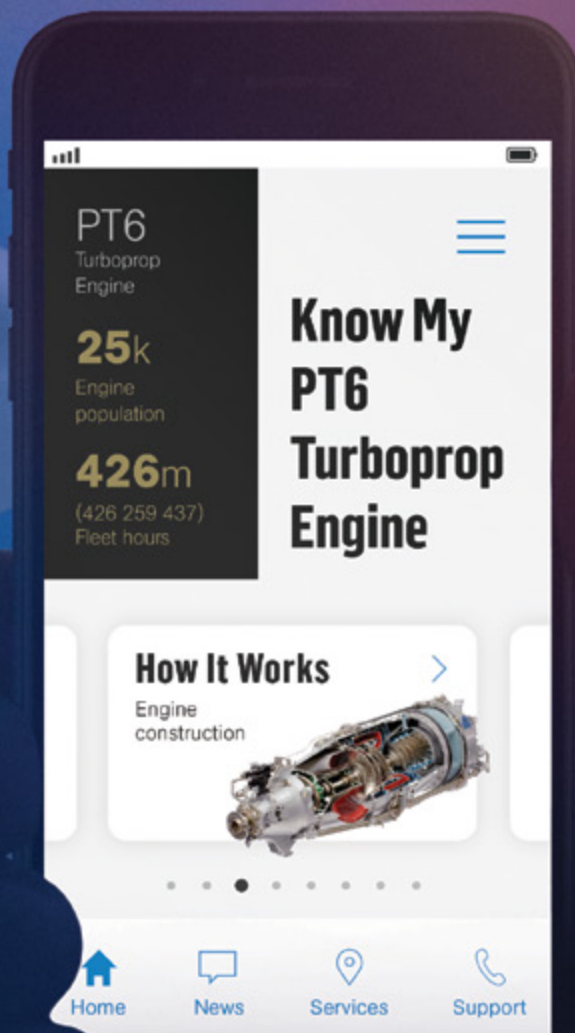 PT6
Turboprop
Engine
25k
Engine
population
426m
(426 259 437)
Fleet hours
Know My
PT6
Turboprop
Engine
How It Works
Engine
construction
Home
News
Services
Support